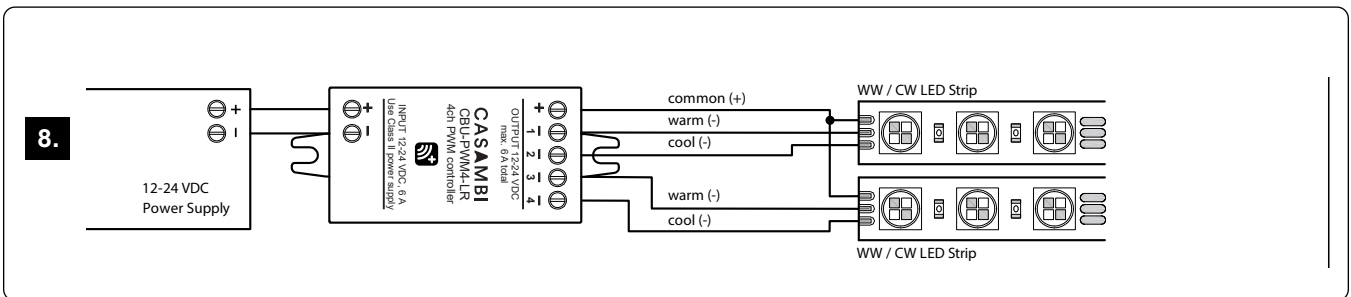 8.
+
-
12-24 VDC
Power Supply
+
-
INPUT 12-24 VDC, 6 A
Use Class II power supply
CASAMBI
CBU-PWM4-LR
4ch PWM controller
OUTPUT 12-24 VDC
max. 6 A total
+
1 -
2 -
3 -
4 -
common (+)
warm (-)
cool (-)
warm (-)
cool (-)
WW / CW LED Strip
WW / CW LED Strip